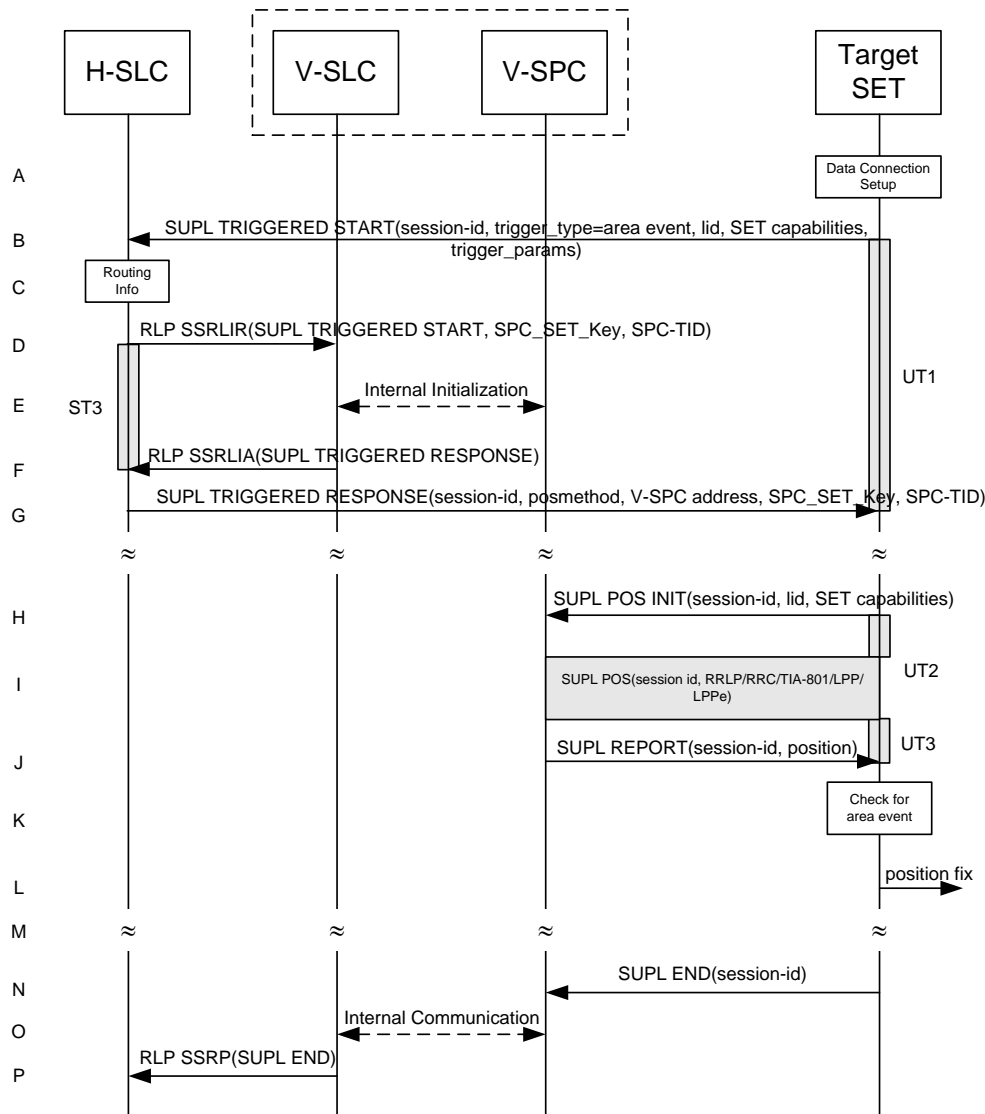 H-SLC
V-SLC
V-SPC
Target
SET
A
Data Connection
Setup
B
SUPL TRIGGERED START(session-id, trigger_type=area event, lid, SET capabilities,
trigger_params)
C
Routing
Info
D
RLP SSRLIR(SUPL TRIGGERED START, SPC_SET_Key, SPC-TID)
UT1
E
ST3
Internal Initialization
F
RLP SSRLIA(SUPL TRIGGERED RESPONSE)
G
SUPL TRIGGERED RESPONSE(session-id, posmethod, V-SPC address, SPC_SET_Key, SPC-TID)
≈ ≈ ≈ ≈
H
SUPL POS INIT(session-id, lid, SET capabilities)
I
SUPL POS(session id, RRLP/RRC/TIA-801/LPP/
LPPe)
UT2
J
SUPL REPORT(session-id, position)
UT3
K
Check for
area event
L
position fix
M
≈ ≈ ≈ ≈
N
SUPL END(session-id)
O
Internal Communication
P
RLP SSRP(SUPL END)